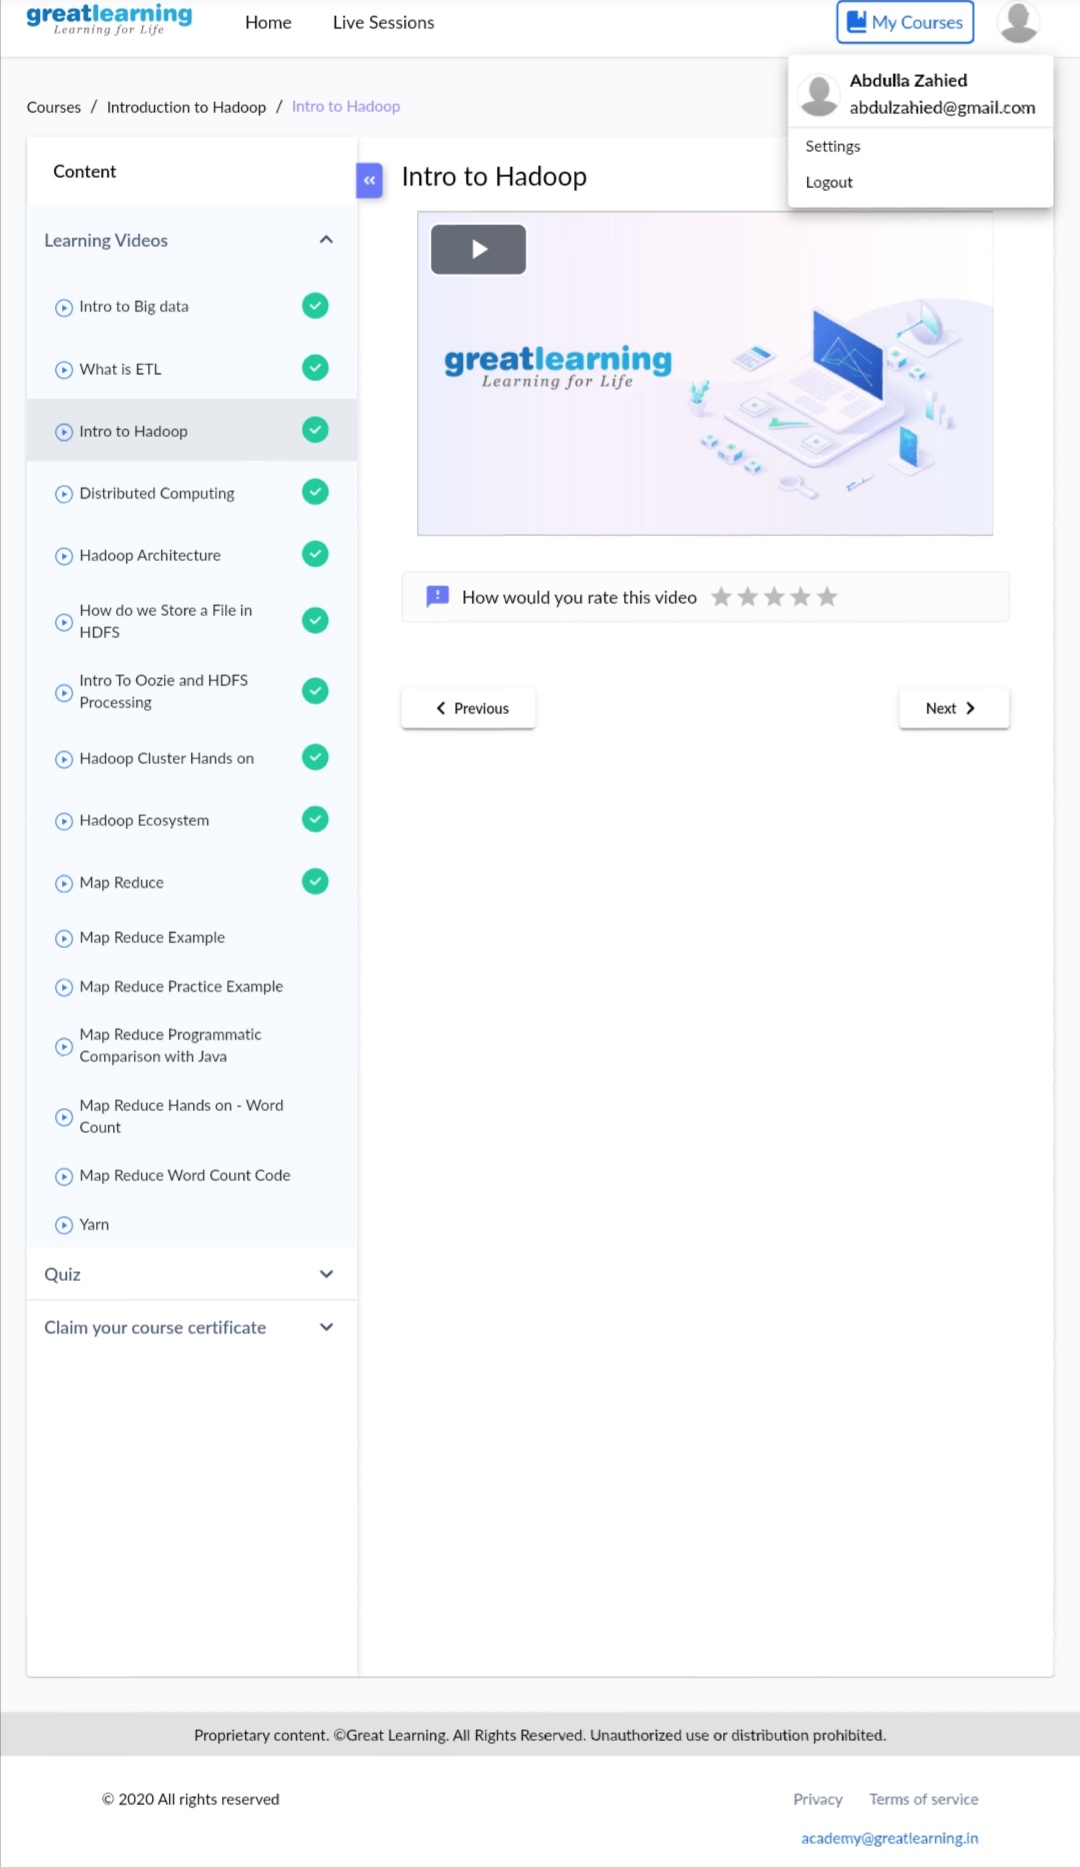 greatlearning
Learning for Life
Home
Live Sessions
My Courses
Abdulla Zahied
abdulzahied@gmail.com
Settings
Logout
Courses / Introduction to Hadoop / Intro to Hadoop
Content
«
Intro to Hadoop
Learning Videos
Intro to Big data
What is ETL
Intro to Hadoop
Distributed Computing
Hadoop Architecture
How do we Store a File in
HDFS
Intro To Oozie and HDFS
Processing
Hadoop Cluster Hands on
Hadoop Ecosystem
Map Reduce
Map Reduce Example
Map Reduce Practice Example
Map Reduce Programmatic
Comparison with Java
Map Reduce Hands on - Word
Count
Map Reduce Word Count Code
Yarn
Quiz
Claim your course certificate
greatlearning
Learning for Life
How would you rate this video
Previous
Next
Proprietary content. ©Great Learning. All Rights Reserved. Unauthorized use or distribution prohibited.
© 2020 All rights reserved
Privacy
Terms of service
academy@greatlearning.in